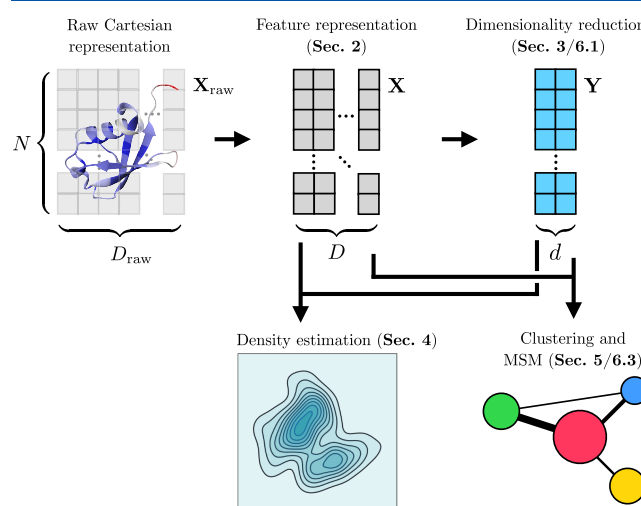 Raw Cartesian
representation
Feature representation
(Sec. 2)
Dimensionality reduction
(Sec. 3/6.1)
X_raw
X
Y
N
D_raw
D
d
Density estimation (Sec. 4)
Clustering and
MSM (Sec. 5/6.3)